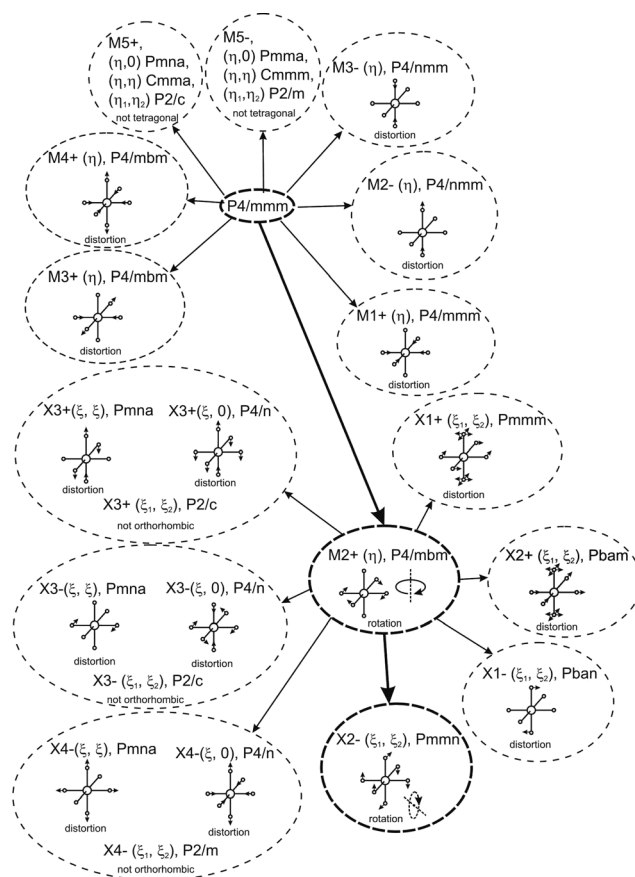 M5+,
(η,0) Pmna
(η,η) Cmma,
(η₁,η₂) P2/c
not tetragonal
M5-,
(η,0) Pmma
(η,η) Cmmm,
(η₁,η₂) P2/m
not tetragonal
M3- (η), P4/nmm
distortion
M4+ (η), P4/mbm
distortion
P4/mmm
M2- (η), P4/nmm
distortion
M3+ (η), P4/mbm
distortion
M1+ (η), P4/mmm
distortion
X3+(ξ, ξ), Pmna
distortion
X3+(ξ, 0), P4/n
distortion
X3+ (ξ₁, ξ₂), P2/c
not orthorhombic
X1+ (ξ₁, ξ₂), Pmmm
distortion
M2+ (η), P4/mbm
rotation
X2+ (ξ₁, ξ₂), Pbam
distortion
X3-(ξ, ξ), Pmna
distortion
X3-(ξ, 0), P4/n
distortion
X3- (ξ₁, ξ₂), P2/c
not orthorhombic
X1- (ξ₁, ξ₂), Pban
distortion
X4-(ξ, ξ), Pmna
distortion
X4-(ξ, 0), P4/n
distortion
X4- (ξ₁, ξ₂), P2/m
not orthorhombic
X2- (ξ₁, ξ₂), Pmmn
rotation